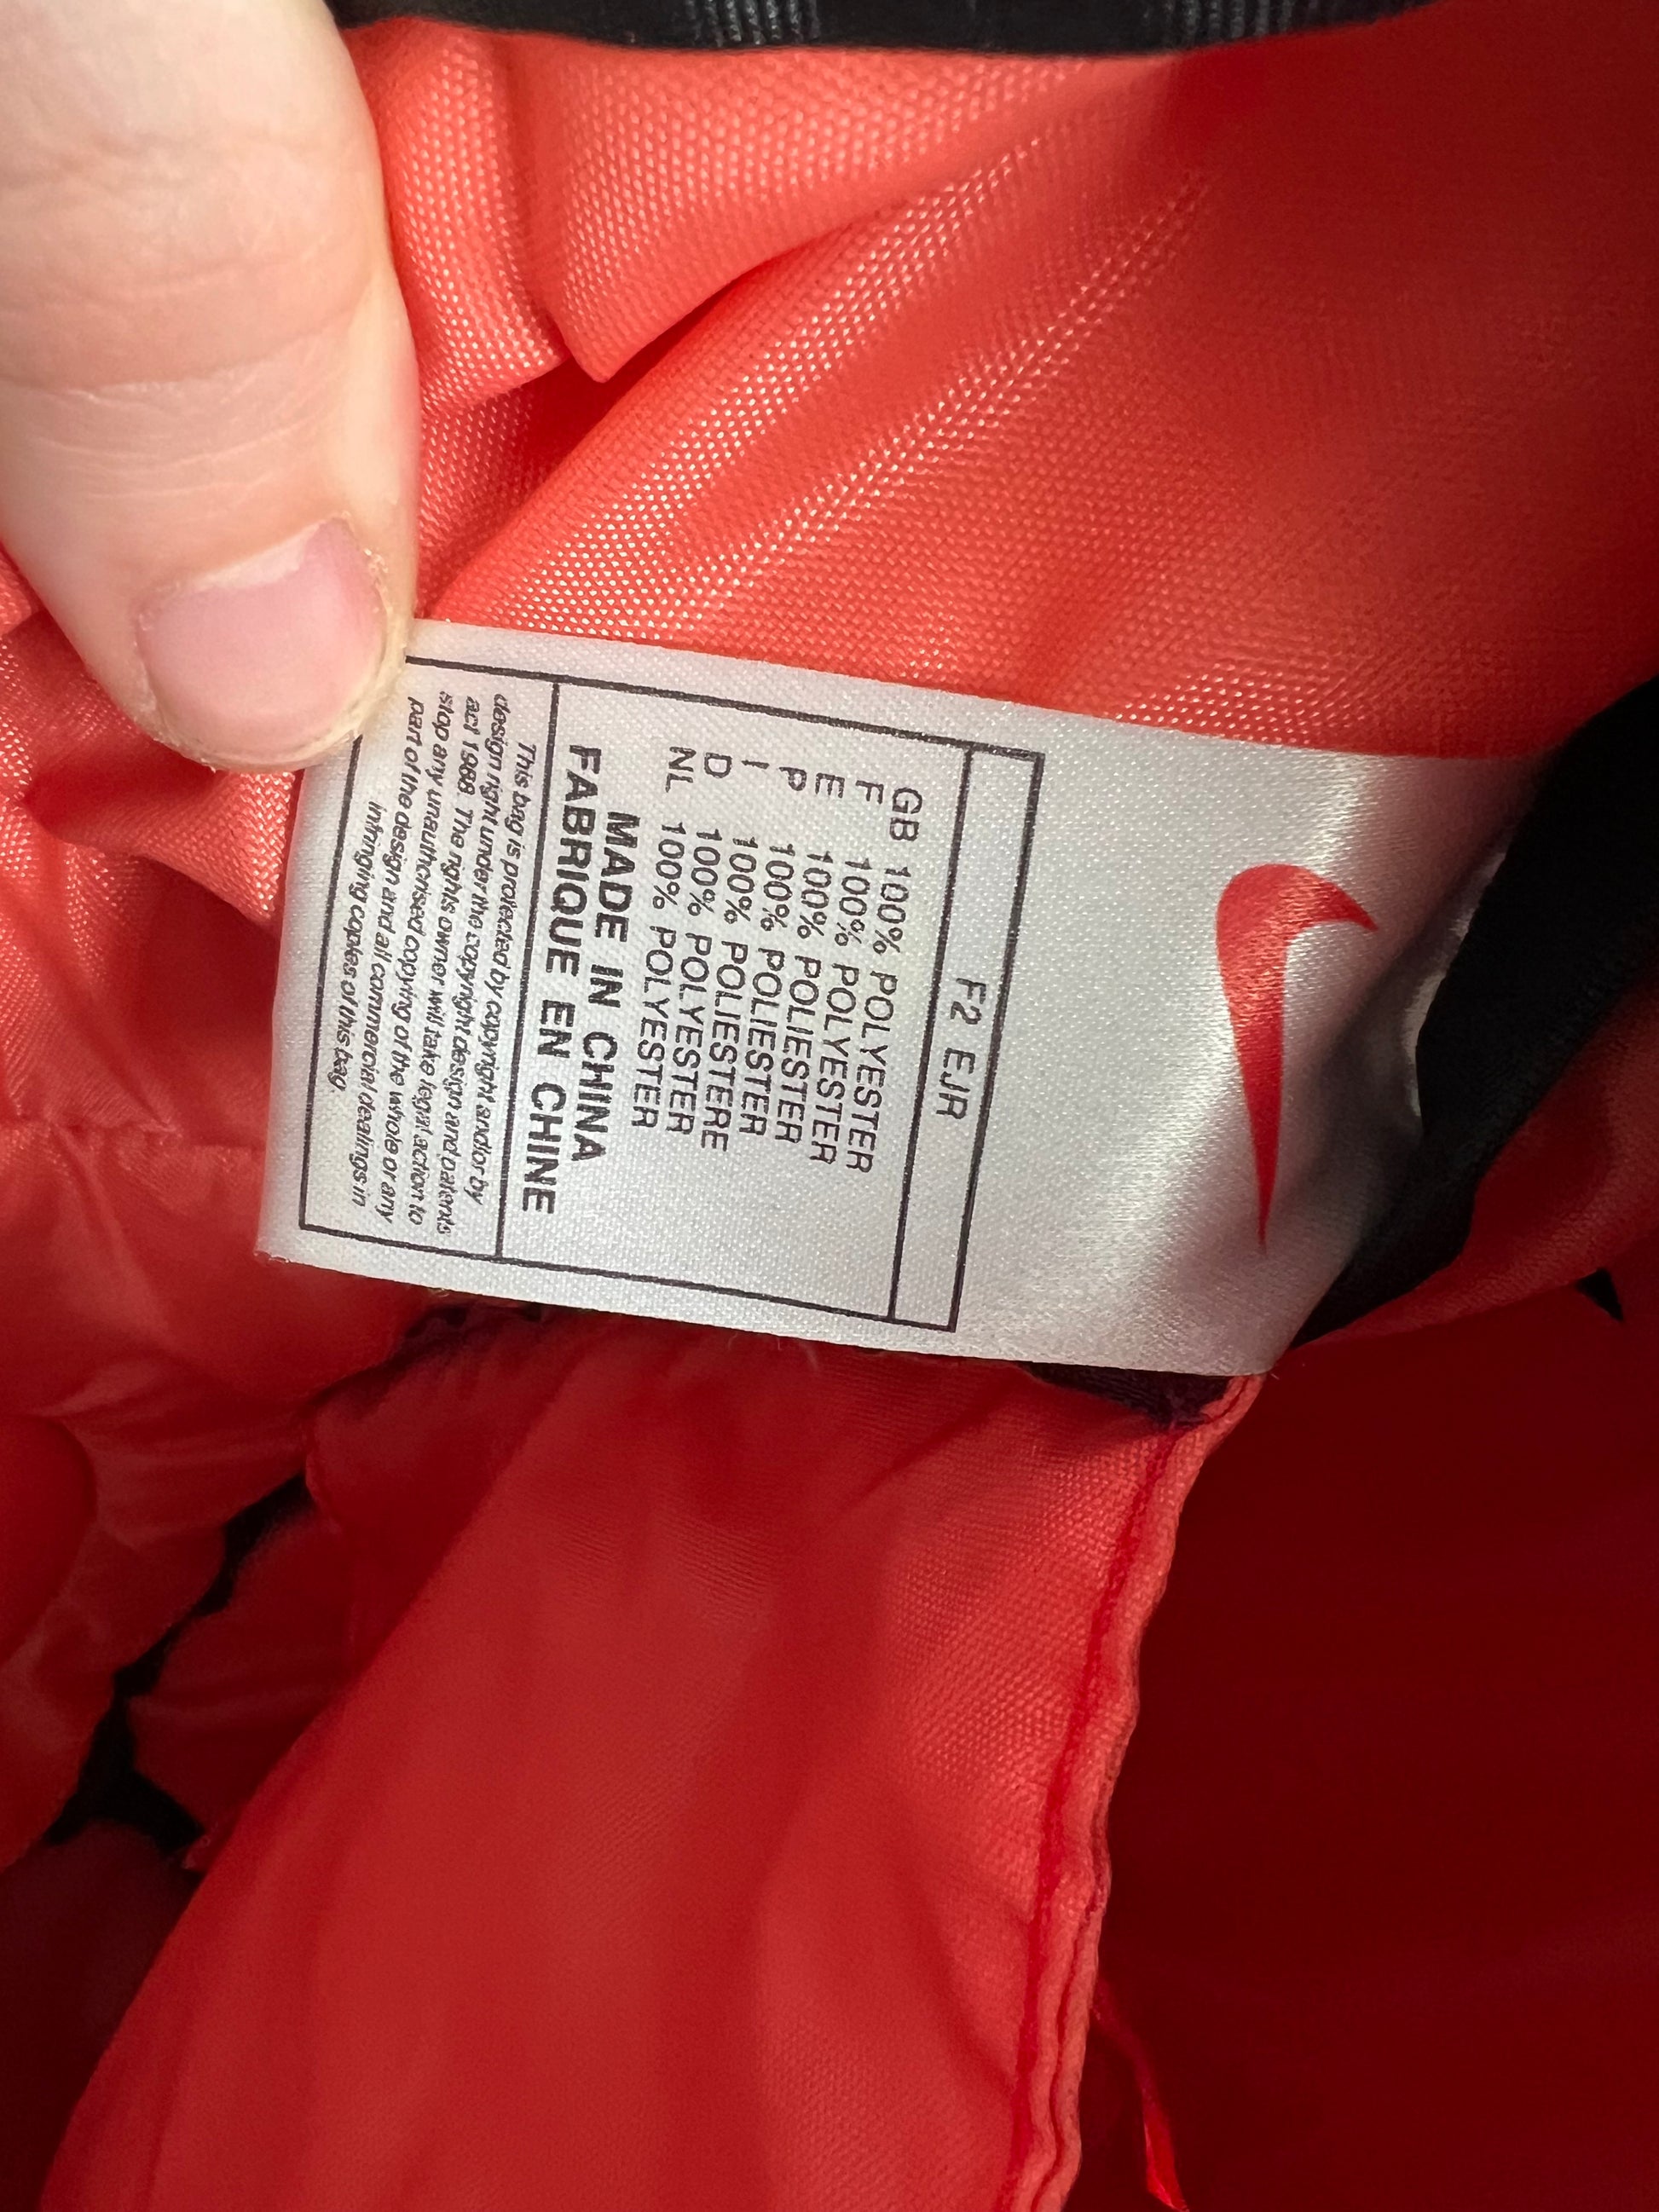 F2 EJR
GB 100% POLYESTER
F 100% POLYESTER
E 100% POLIESTER
P 100% POLIESTER
I 100% POLIESTERE
D 100% POLYESTER
NL 100% POLYESTER
MADE IN CHINA
FABRIQUE EN CHINE
This bag is protected by copyright and/or by
design right under the copyright design and patents
act 1988. The rights owner will take legal action to
stop any unauthorised copying of the whole or any
part of the design and all commercial dealings in
infringing copies of this bag.